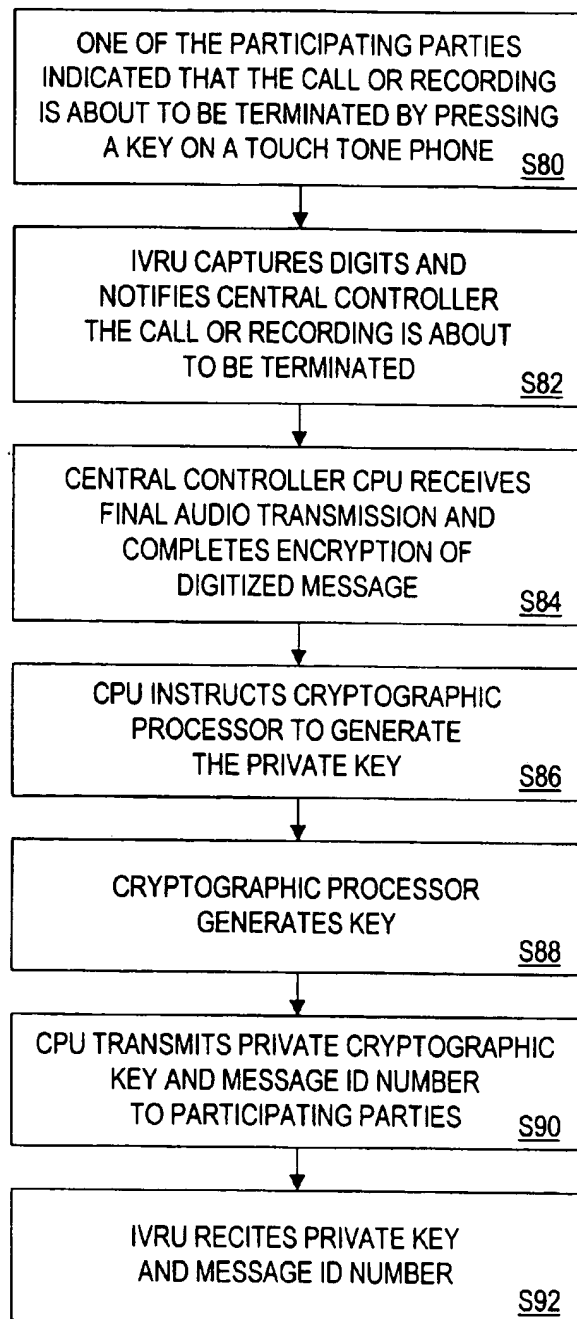 ONE OF THE PARTICIPATING PARTIES
INDICATED THAT THE CALL OR RECORDING
IS ABOUT TO BE TERMINATED BY PRESSING
A KEY ON A TOUCH TONE PHONE
S80
IVRU CAPTURES DIGITS AND
NOTIFIES CENTRAL CONTROLLER
THE CALL OR RECORDING IS ABOUT
TO BE TERMINATED
S82
CENTRAL CONTROLLER CPU RECEIVES
FINAL AUDIO TRANSMISSION AND
COMPLETES ENCRYPTION OF
DIGITIZED MESSAGE
S84
CPU INSTRUCTS CRYPTOGRAPHIC
PROCESSOR TO GENERATE
THE PRIVATE KEY
S86
CRYPTOGRAPHIC PROCESSOR
GENERATES KEY
S88
CPU TRANSMITS PRIVATE CRYPTOGRAPHIC
KEY AND MESSAGE ID NUMBER
TO PARTICIPATING PARTIES
S90
IVRU RECITES PRIVATE KEY
AND MESSAGE ID NUMBER
S92